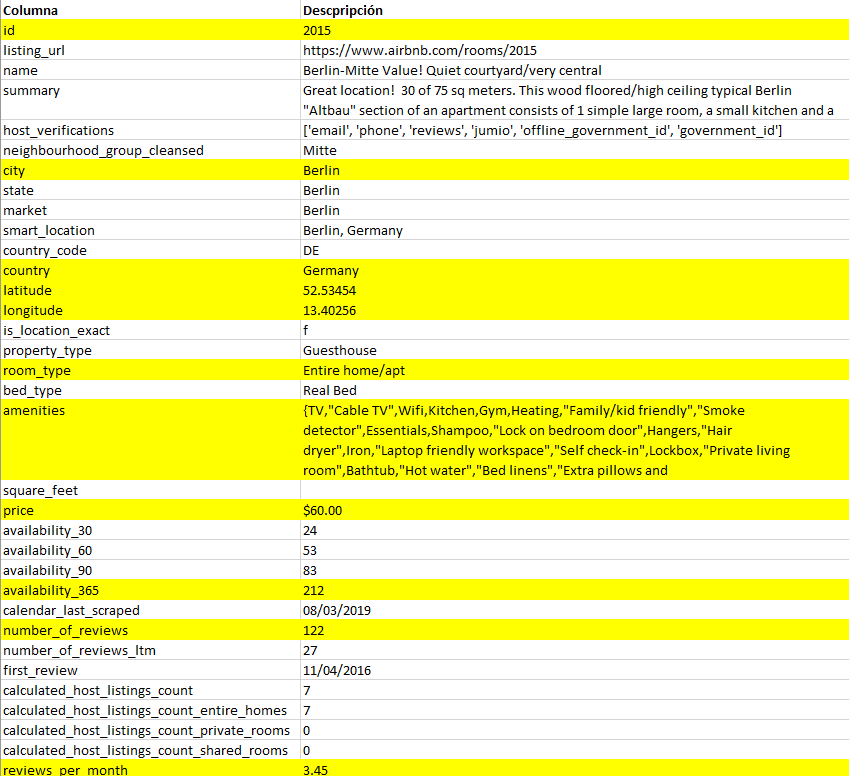 Columna Descpripción
id 2015
listing_url https://www.airbnb.com/rooms/2015
name Berlin-Mitte Value! Quiet courtyard/very central
summary Great location!  30 of 75 sq meters. This wood floored/high ceiling typical Berlin
"Altbau" section of an apartment consists of 1 simple large room, a small kitchen and a
host_verifications ['email', 'phone', 'reviews', 'jumio', 'offline_government_id', 'government_id']
neighbourhood_group_cleansed Mitte
city Berlin
state Berlin
market Berlin
smart_location Berlin, Germany
country_code DE
country Germany
latitude 52.53454
longitude 13.40256
is_location_exact f
property_type Guesthouse
room_type Entire home/apt
bed_type Real Bed
amenities {TV,"Cable TV",Wifi,Kitchen,Gym,Heating,"Family/kid friendly","Smoke
detector",Essentials,Shampoo,"Lock on bedroom door",Hangers,"Hair
dryer",Iron,"Laptop friendly workspace","Self check-in",Lockbox,"Private living
room",Bathtub,"Hot water","Bed linens","Extra pillows and
square_feet
price $60.00
availability_30 24
availability_60 53
availability_90 83
availability_365 212
calendar_last_scraped 08/03/2019
number_of_reviews 122
number_of_reviews_ltm 27
first_review 11/04/2016
calculated_host_listings_count 7
calculated_host_listings_count_entire_homes 7
calculated_host_listings_count_private_rooms 0
calculated_host_listings_count_shared_rooms 0
reviews_per_month 3.45